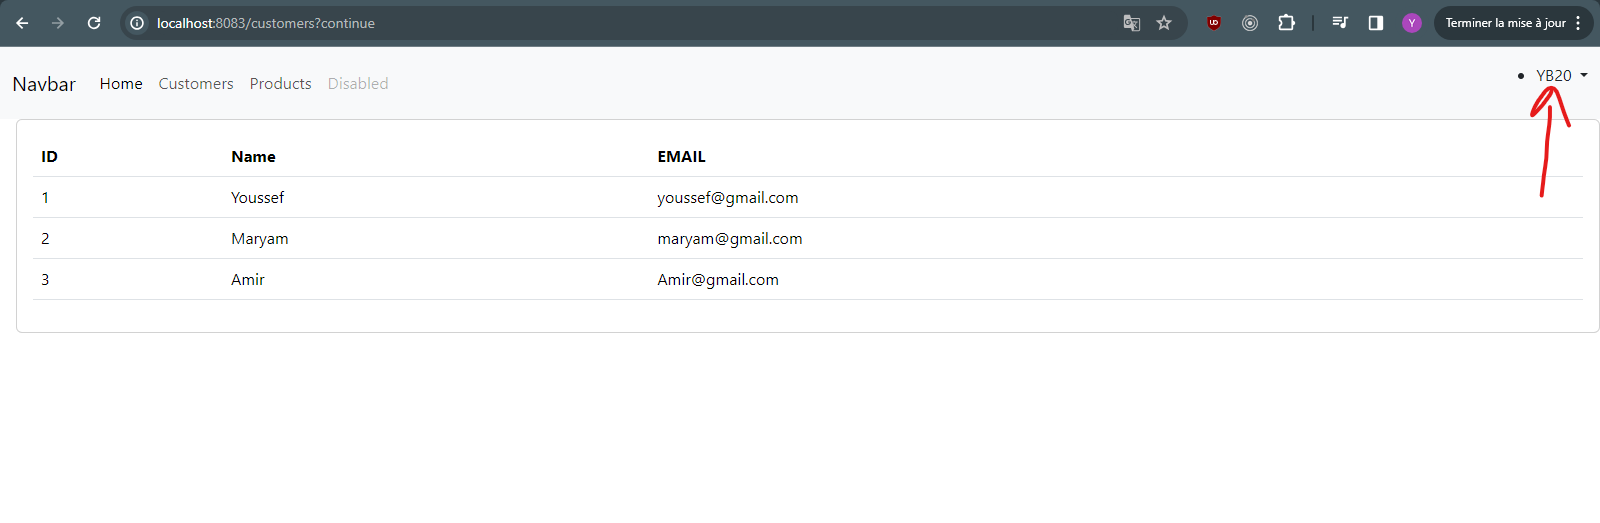 localhost:8083/customers?continue
Y
Terminer la mise à jour
Navbar Home Customers Products Disabled
YB20
ID Name EMAIL
1 Youssef youssef@gmail.com
2 Maryam maryam@gmail.com
3 Amir Amir@gmail.com